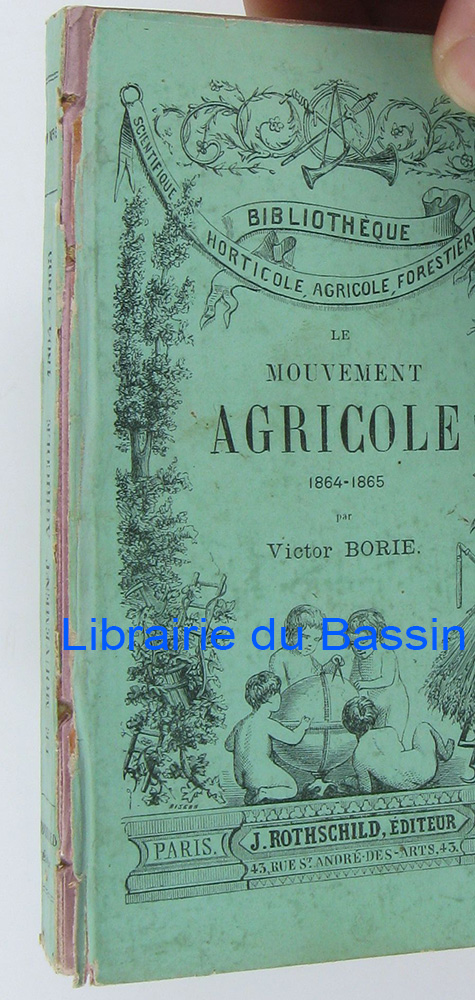 SCIENTIFIQUE
BIBLIOTHÈQUE
HORTICOLE, AGRICOLE, FORESTIÈRE
LE
MOUVEMENT
AGRICOLE
1864-1865
par
Victor BORIE.
Librairie du Bassin
PARIS.
J. ROTHSCHILD, ÉDITEUR
43, RUE ST ANDRÉ-DES-ARTS, 43.